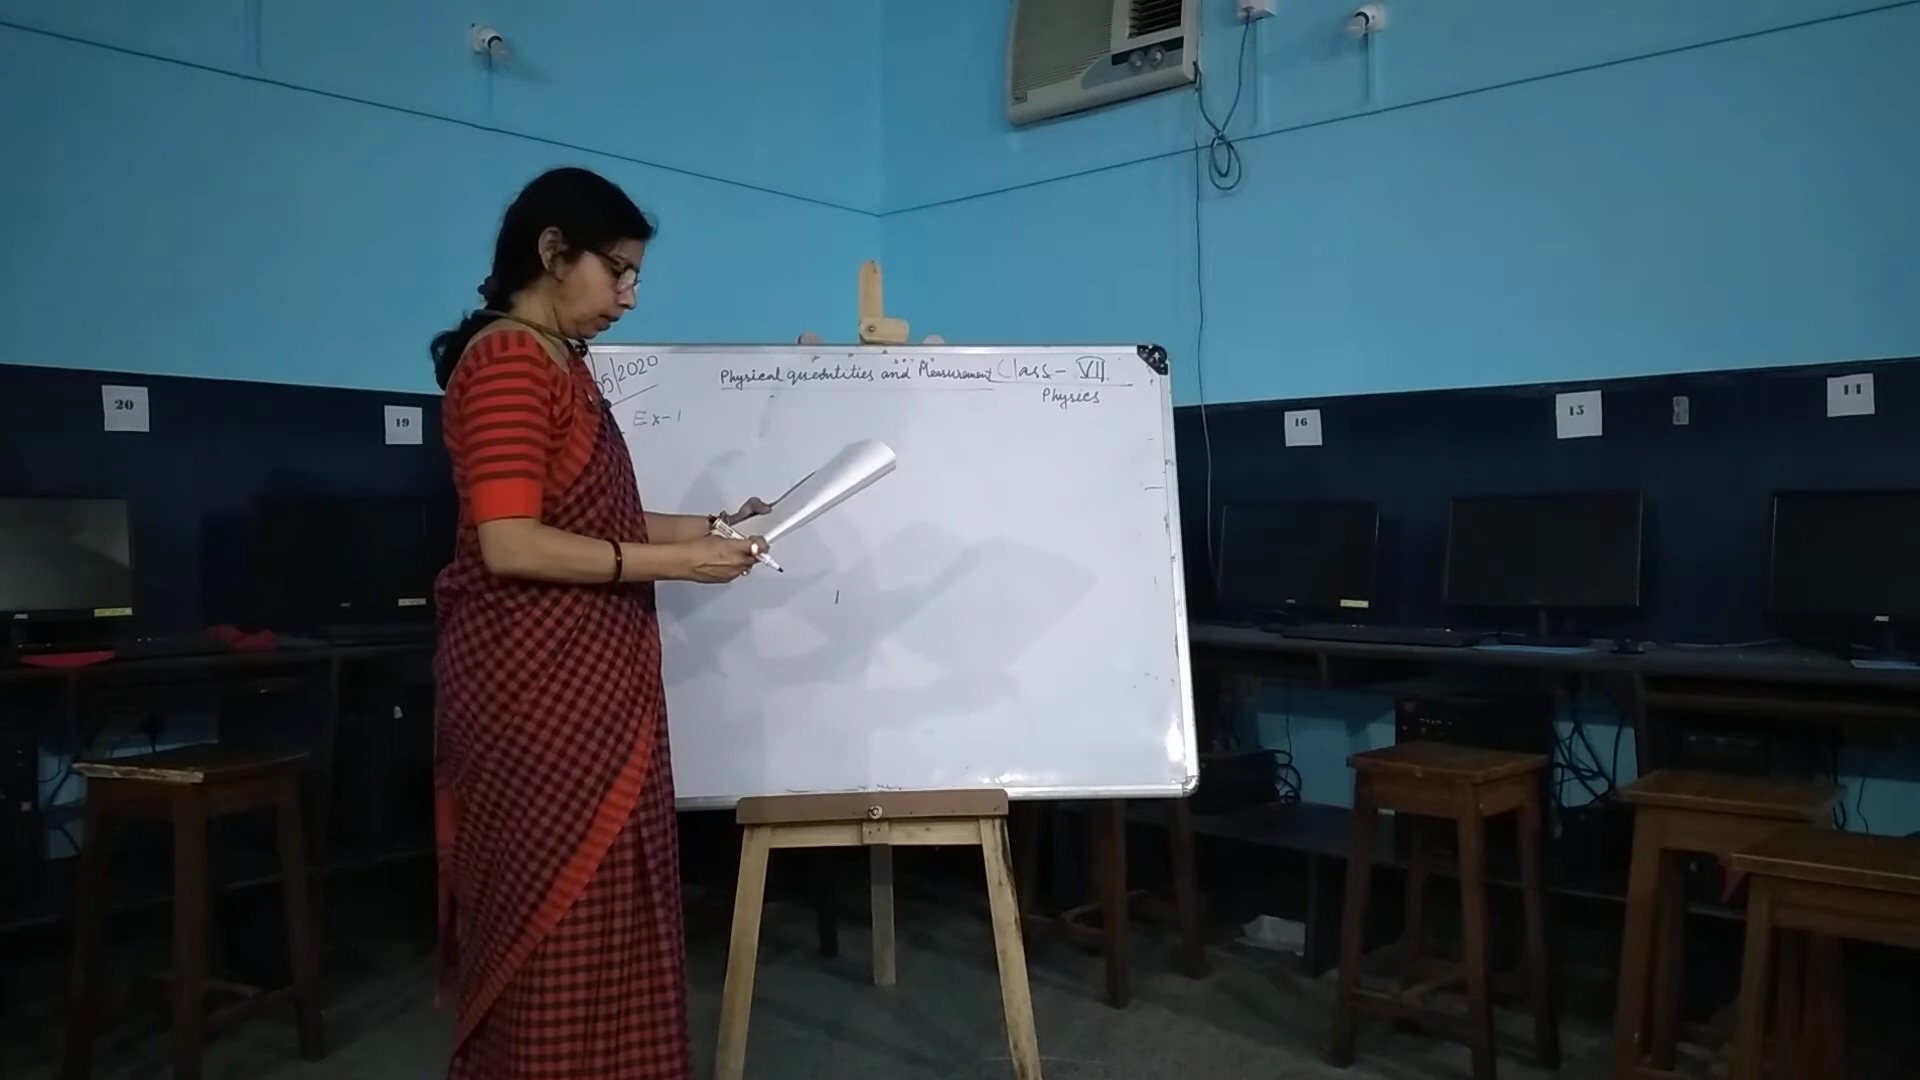 05/2020
Physical quantities and Measurement
Class - VII
Physics
Ex-1
20
19
16
15
14